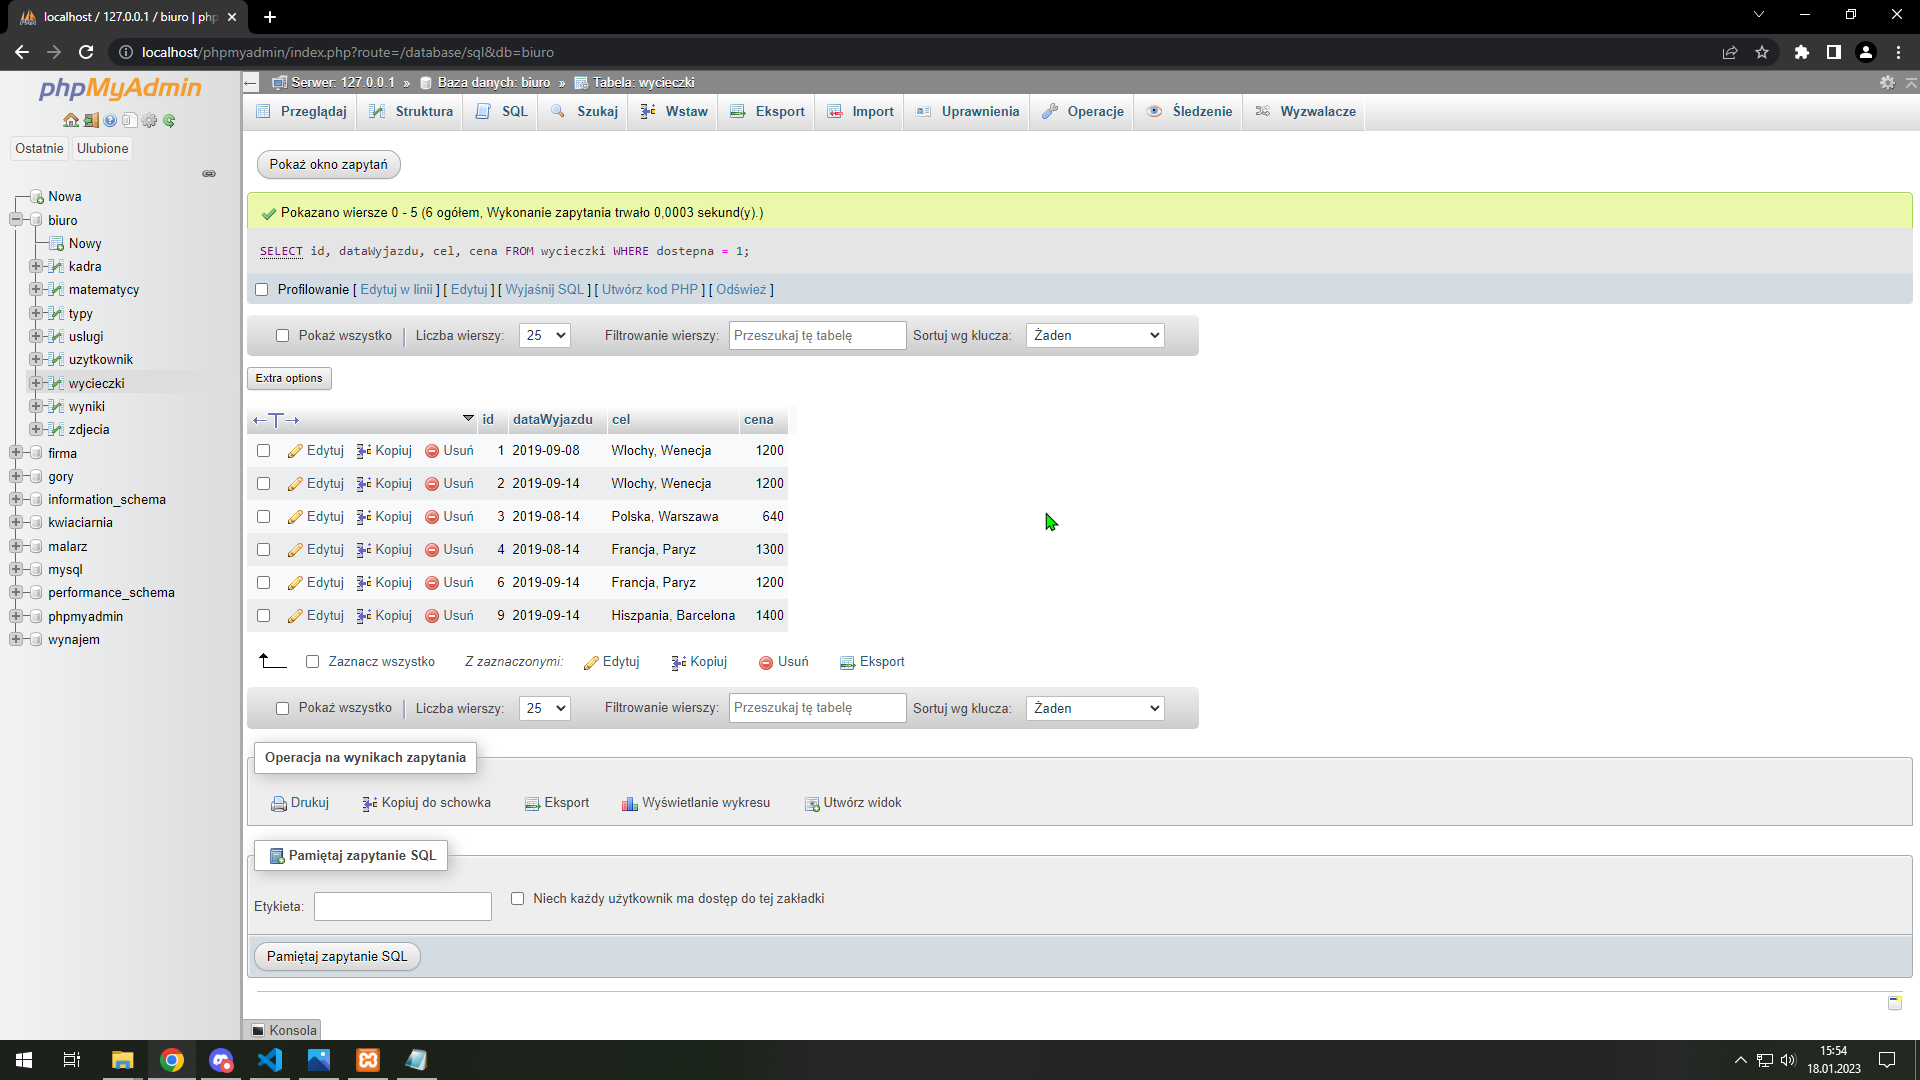 localhost / 127.0.0.1 / biuro | php
localhost/phpmyadmin/index.php?route=/database/sql&db=biuro
phpMyAdmin
Ostatnie Ulubione
Nowa
biuro
Nowy
kadra
matematycy
typy
uslugi
uzytkownik
wycieczki
wyniki
zdjecia
firma
gory
information_schema
kwiaciarnia
malarz
mysql
performance_schema
phpmyadmin
wynajem
Serwer: 127.0.0.1 » Baza danych: biuro » Tabela: wycieczki
Przeglądaj Struktura SQL Szukaj Wstaw Eksport Import Uprawnienia Operacje Śledzenie Wyzwalacze
Pokaż okno zapytań
Pokazano wiersze 0 - 5 (6 ogółem, Wykonanie zapytania trwało 0,0003 sekund(y).)
SELECT id, dataWyjazdu, cel, cena FROM wycieczki WHERE dostepna = 1;
Profilowanie [ Edytuj w linii ] [ Edytuj ] [ Wyjaśnij SQL ] [ Utwórz kod PHP ] [ Odśwież ]
Pokaż wszystko Liczba wierszy: 25 Filtrowanie wierszy: Przeszukaj tę tabelę Sortuj wg klucza: Żaden
Extra options
←T→ id dataWyjazdu cel cena
Edytuj Kopiuj Usuń 1 2019-09-08 Wlochy, Wenecja 1200
Edytuj Kopiuj Usuń 2 2019-09-14 Wlochy, Wenecja 1200
Edytuj Kopiuj Usuń 3 2019-08-14 Polska, Warszawa 640
Edytuj Kopiuj Usuń 4 2019-08-14 Francja, Paryz 1300
Edytuj Kopiuj Usuń 6 2019-09-14 Francja, Paryz 1200
Edytuj Kopiuj Usuń 9 2019-09-14 Hiszpania, Barcelona 1400
Zaznacz wszystko Z zaznaczonymi: Edytuj Kopiuj Usuń Eksport
Pokaż wszystko Liczba wierszy: 25 Filtrowanie wierszy: Przeszukaj tę tabelę Sortuj wg klucza: Żaden
Operacja na wynikach zapytania
Drukuj Kopiuj do schowka Eksport Wyświetlanie wykresu Utwórz widok
Pamiętaj zapytanie SQL
Etykieta: Niech każdy użytkownik ma dostęp do tej zakładki
Pamiętaj zapytanie SQL
Konsola
15:54
18.01.2023